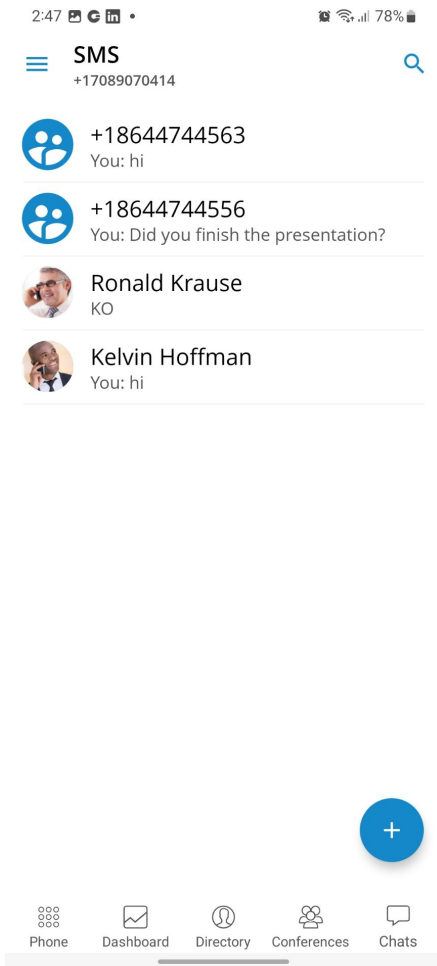 2:47 G in • 78%
SMS
+17089070414
+18644744563
You: hi
+18644744556
You: Did you finish the presentation?
Ronald Krause
KO
Kelvin Hoffman
You: hi
+
Phone Dashboard Directory Conferences Chats